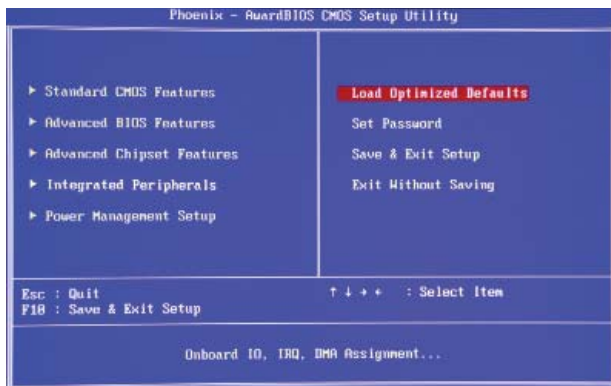 Phoenix - AwardBIOS CMOS Setup Utility
▶ Standard CMOS Features
▶ Advanced BIOS Features
▶ Advanced Chipset Features
▶ Integrated Peripherals
▶ Power Management Setup
Load Optimized Defaults
Set Password
Save & Exit Setup
Exit Without Saving
Esc : Quit
F10 : Save & Exit Setup
↑ ↓ → ← : Select Item
Onboard IO, IRQ, DMA Assignment...